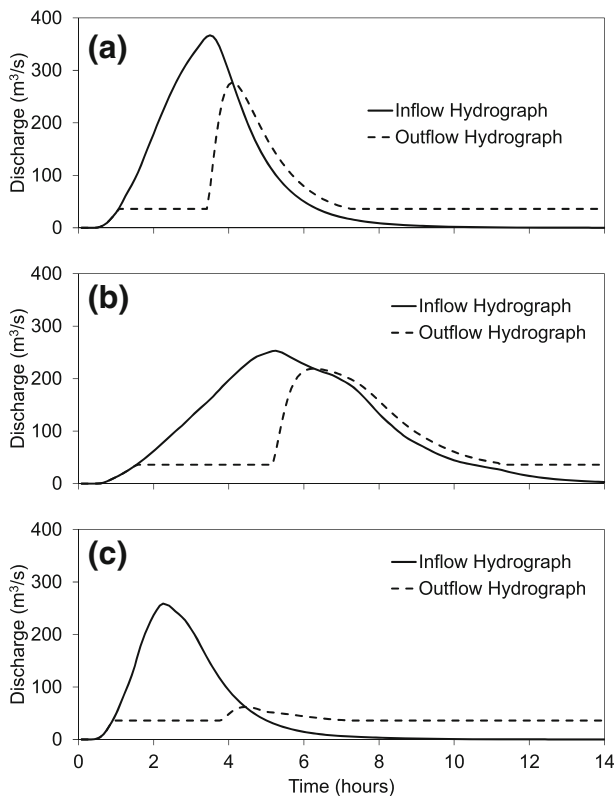 400
(a)
300
Inflow Hydrograph
200
Outflow Hydrograph
100
0
Discharge (m³/s)
400
(b)
Inflow Hydrograph
300
Outflow Hydrograph
200
100
0
Discharge (m³/s)
400
(c)
Inflow Hydrograph
300
Outflow Hydrograph
200
100
0
Discharge (m³/s)
0 2 4 6 8 10 12 14
Time (hours)